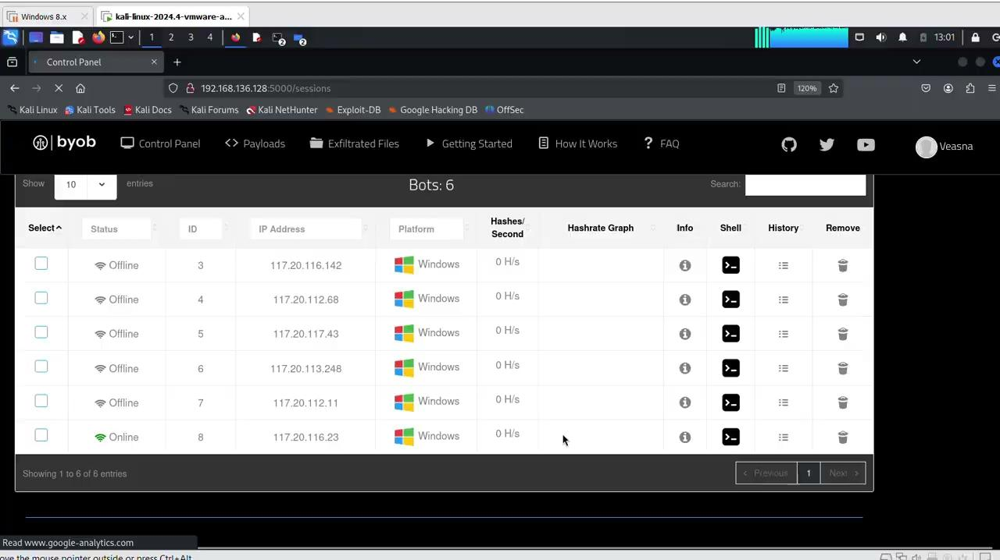 Windows 8.x
kali-linux-2024.4-vmware-a...
1 2 3 4 2 2 13:01
Control Panel
192.168.136.128:5000/sessions 120%
Kali Linux Kali Tools Kali Docs Kali Forums Kali NetHunter Exploit-DB Google Hacking DB OffSec
byob Control Panel Payloads Exfiltrated Files Getting Started How It Works FAQ Veasna
Show 10 entries Bots: 6 Search:
Select Status ID IP Address Platform Hashes/ Second Hashrate Graph Info Shell History Remove
Offline 3 117.20.116.142 Windows 0 H/s
Offline 4 117.20.112.68 Windows 0 H/s
Offline 5 117.20.117.43 Windows 0 H/s
Offline 6 117.20.113.248 Windows 0 H/s
Offline 7 117.20.112.11 Windows 0 H/s
Online 8 117.20.116.23 Windows 0 H/s
Showing 1 to 6 of 6 entries Previous 1 Next
Read www.google-analytics.com
ove the mouse pointer outside or press Ctrl+Alt.